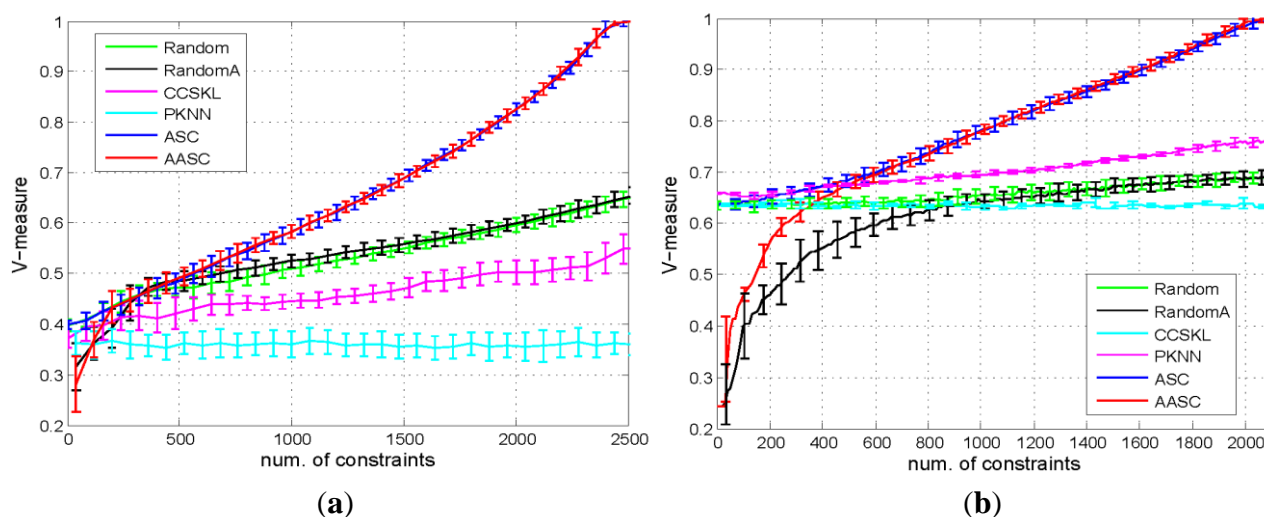 1
0.9
0.8
0.7
0.6
0.5
0.4
0.3
0.2
V-measure
Random
RandomA
CCSKL
PKNN
ASC
AASC
0 500 1000 1500 2000 2500
num. of constraints
(a)
1
0.9
0.8
0.7
0.6
0.5
0.4
0.3
0.2
V-measure
Random
RandomA
CCSKL
PKNN
ASC
AASC
0 200 400 600 800 1000 1200 1400 1600 1800 2000
num. of constraints
(b)